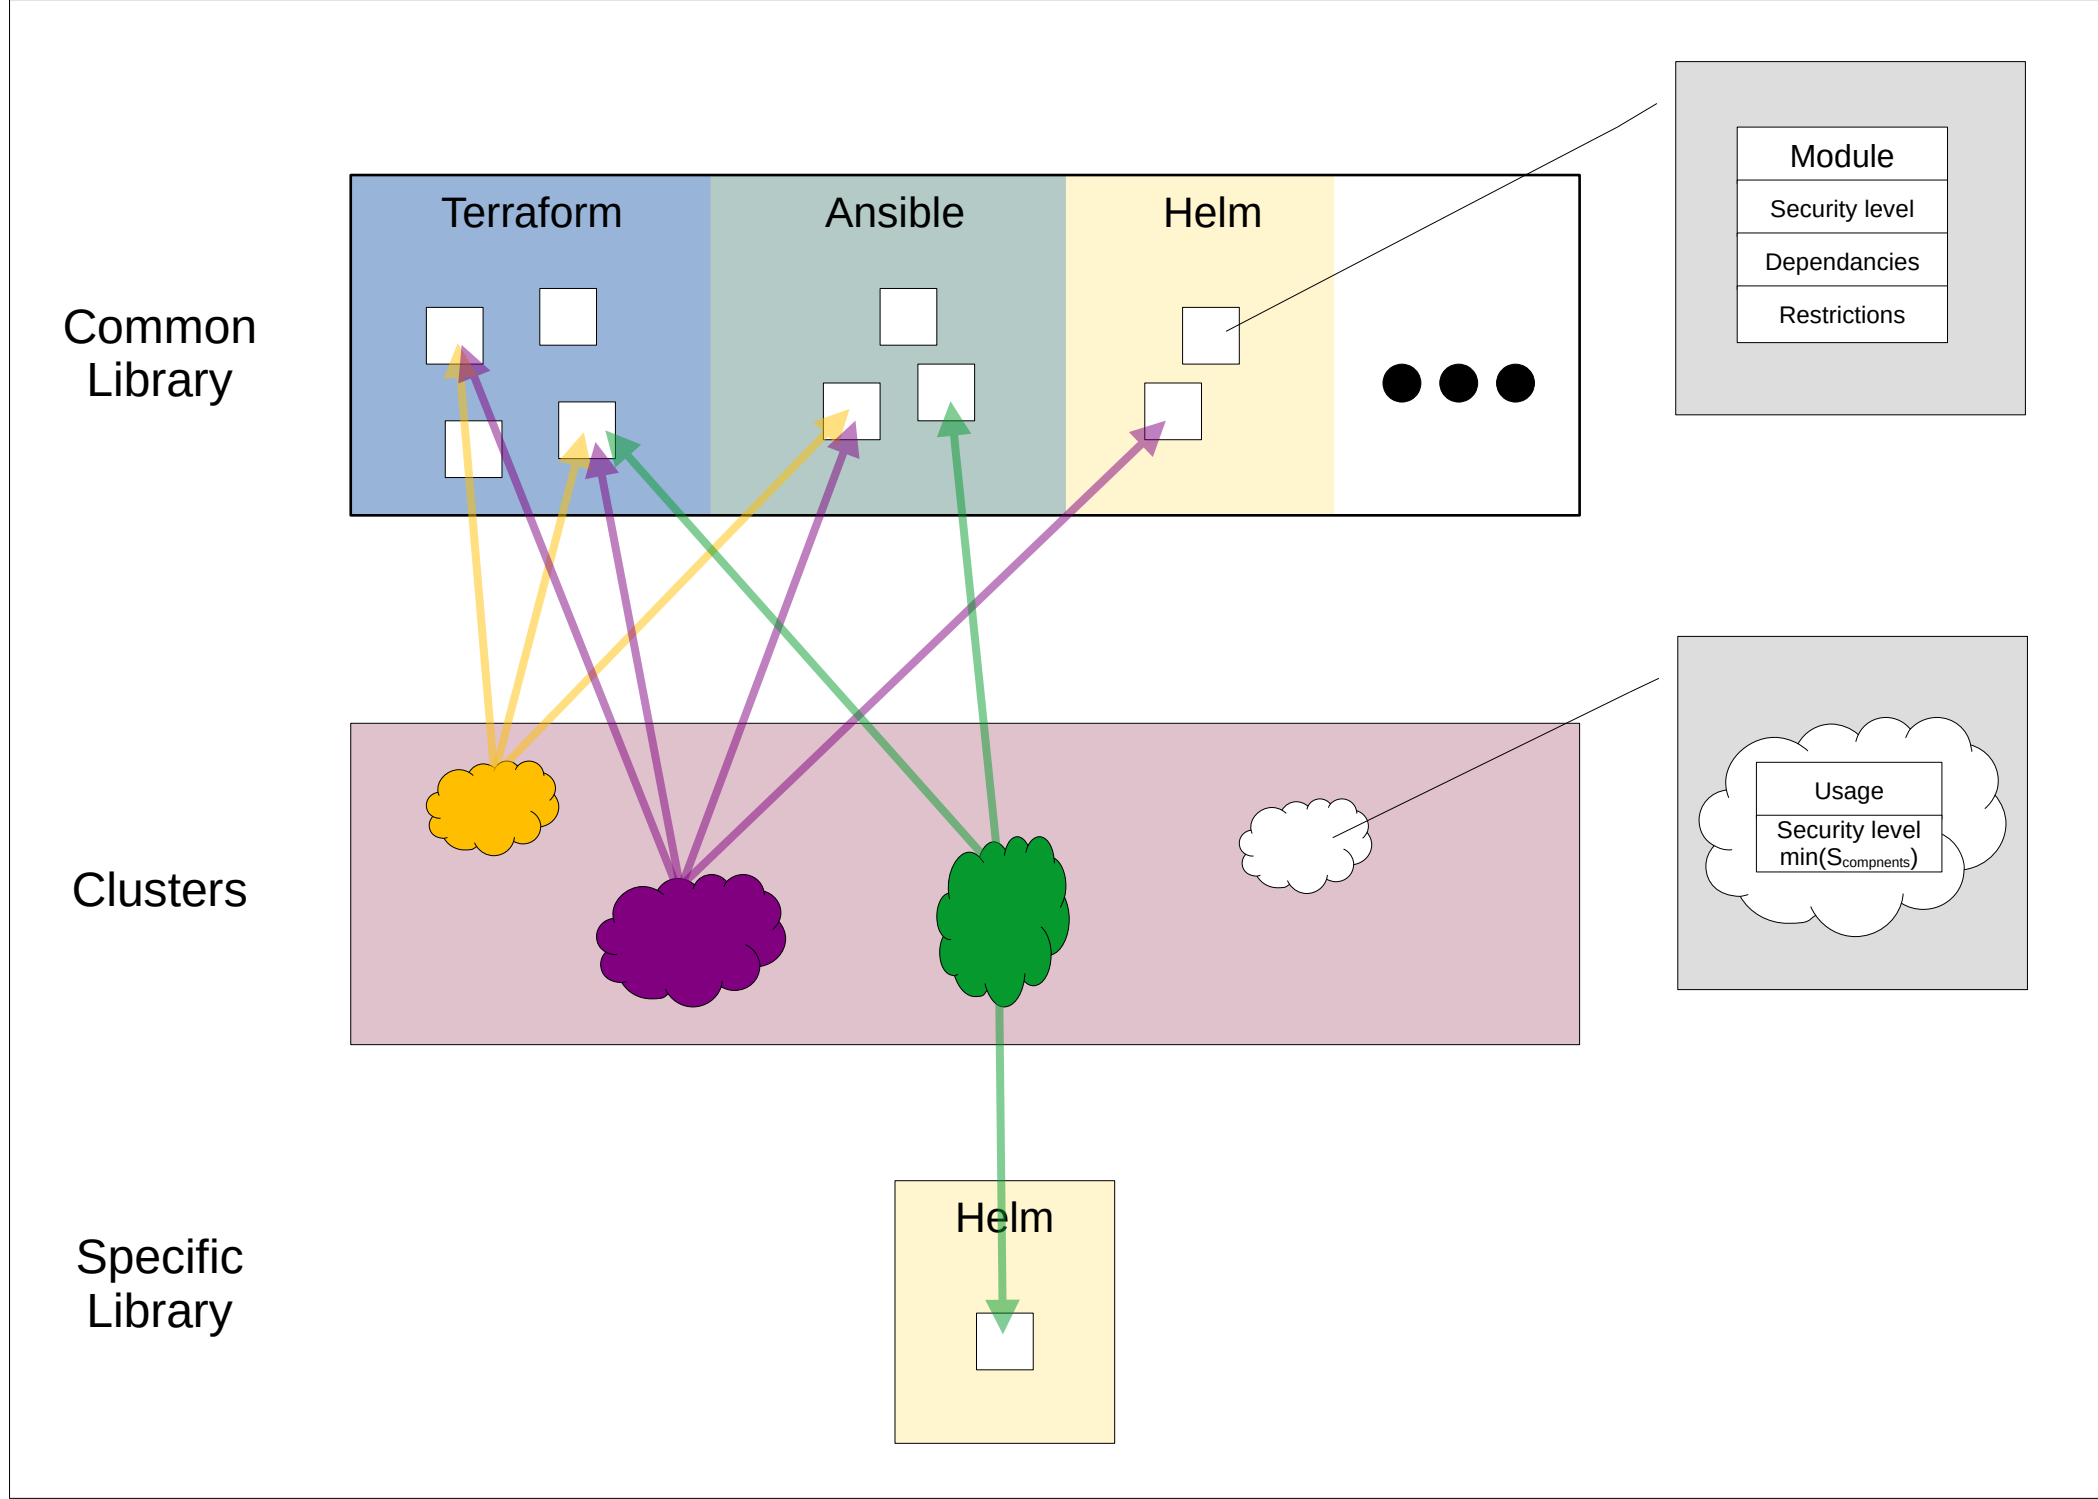 Module
Security level
Dependancies
Restrictions
Terraform
Ansible
Helm
Common
Library
Usage
Security level
min(Scompnents)
Clusters
Helm
Specific
Library